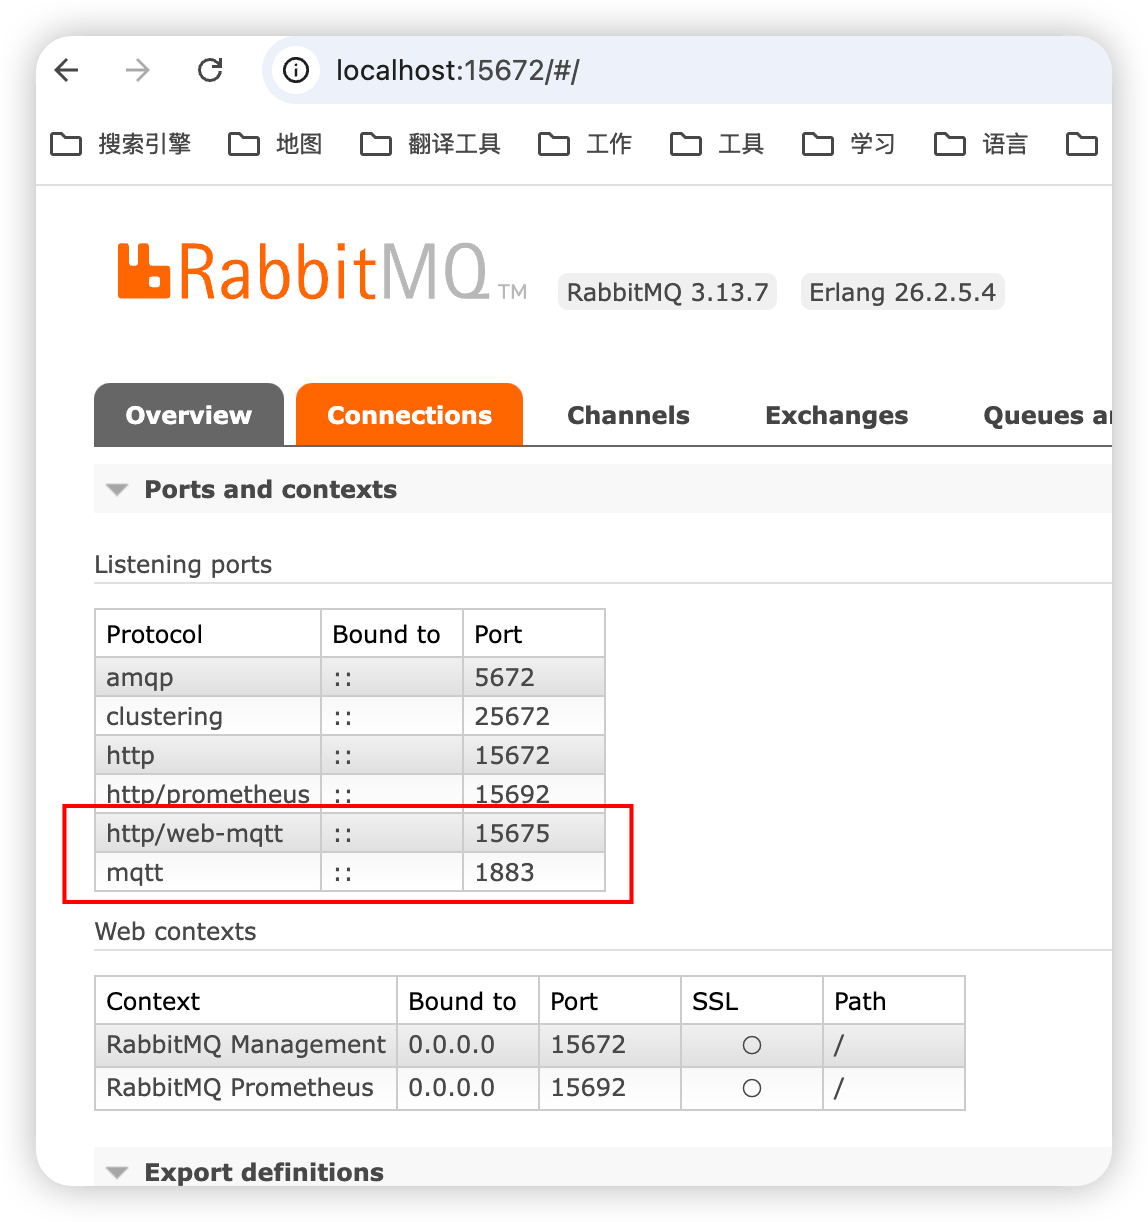 localhost:15672/#/
搜索引擎 地图 翻译工具 工作 工具 学习 语言
RabbitMQ TM RabbitMQ 3.13.7 Erlang 26.2.5.4
Overview Connections Channels Exchanges Queues a
Ports and contexts
Listening ports
Protocol Bound to Port
amqp :: 5672
clustering :: 25672
http :: 15672
http/prometheus :: 15692
http/web-mqtt :: 15675
mqtt :: 1883
Web contexts
Context Bound to Port SSL Path
RabbitMQ Management 0.0.0.0 15672 ○ /
RabbitMQ Prometheus 0.0.0.0 15692 ○ /
Export definitions